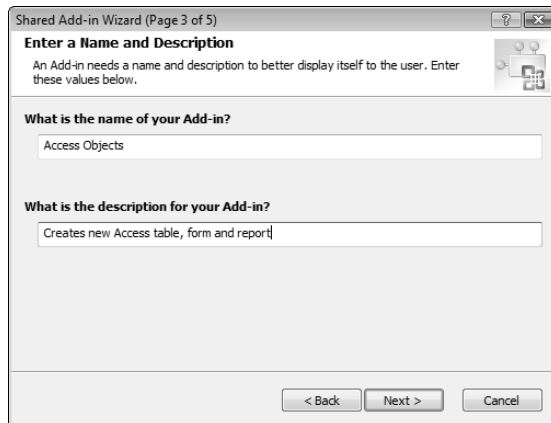 Shared Add-in Wizard (Page 3 of 5)
Enter a Name and Description
An Add-in needs a name and description to better display itself to the user. Enter
these values below.
What is the name of your Add-in?
Access Objects
What is the description for your Add-in?
Creates new Access table, form and report
< Back Next > Cancel